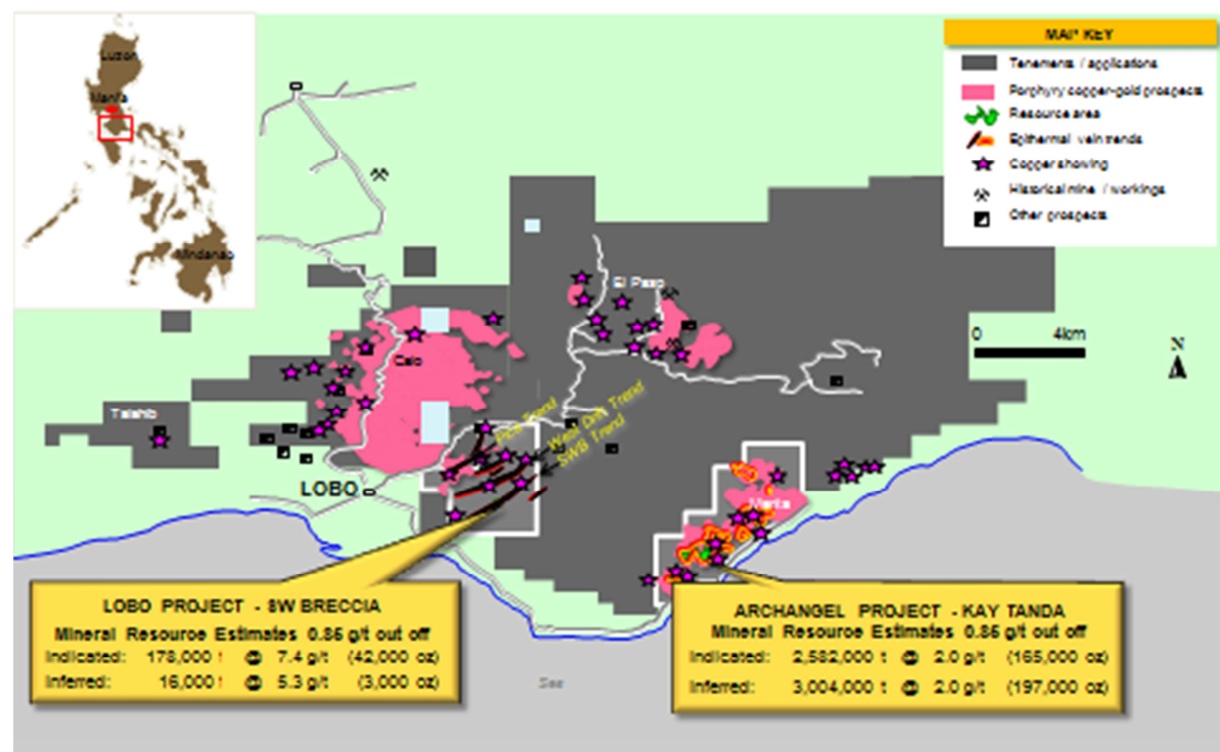 Luzon
Manila
Mindanao
MAP KEY
Tenements / applications
Porphyry copper-gold prospects
Resource area
Epithermal vein trends
Copper showing
Historical mine / workings
Other prospects
El Paso
0 4km
N
Calo
Talahib
West Drift Trend
SWB Trend
LOBO
LOBO PROJECT - SW BRECCIA
Mineral Resource Estimates 0.85 g/t out off
Indicated: 178,000 t @ 7.4 g/t (42,000 oz)
Inferred: 16,000 t @ 5.3 g/t (3,000 oz)
ARCHANGEL PROJECT - KAY TANDA
Mineral Resource Estimates 0.85 g/t out off
Indicated: 2,582,000 t @ 2.0 g/t (165,000 oz)
Inferred: 3,004,000 t @ 2.0 g/t (197,000 oz)
Sea